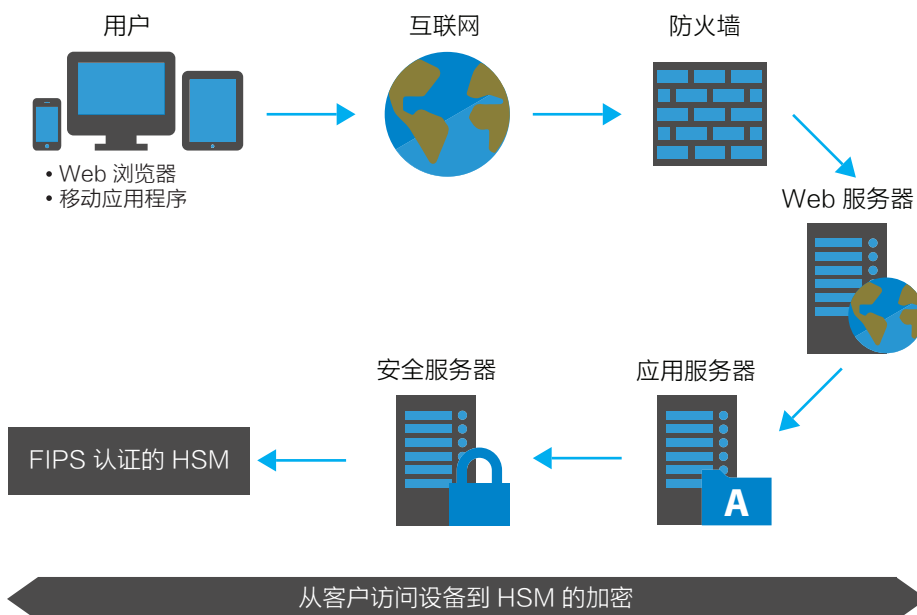 用户
互联网
防火墙
• Web 浏览器
• 移动应用程序
Web 服务器
安全服务器
应用服务器
FIPS 认证的 HSM
A
从客户访问设备到 HSM 的加密